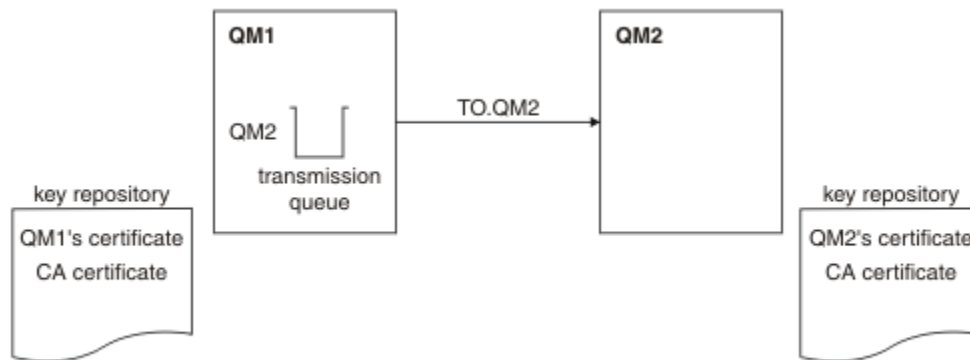 QM1
QM2
TO.QM2
QM2
transmission
queue
key repository
QM1's certificate
CA certificate
key repository
QM2's certificate
CA certificate